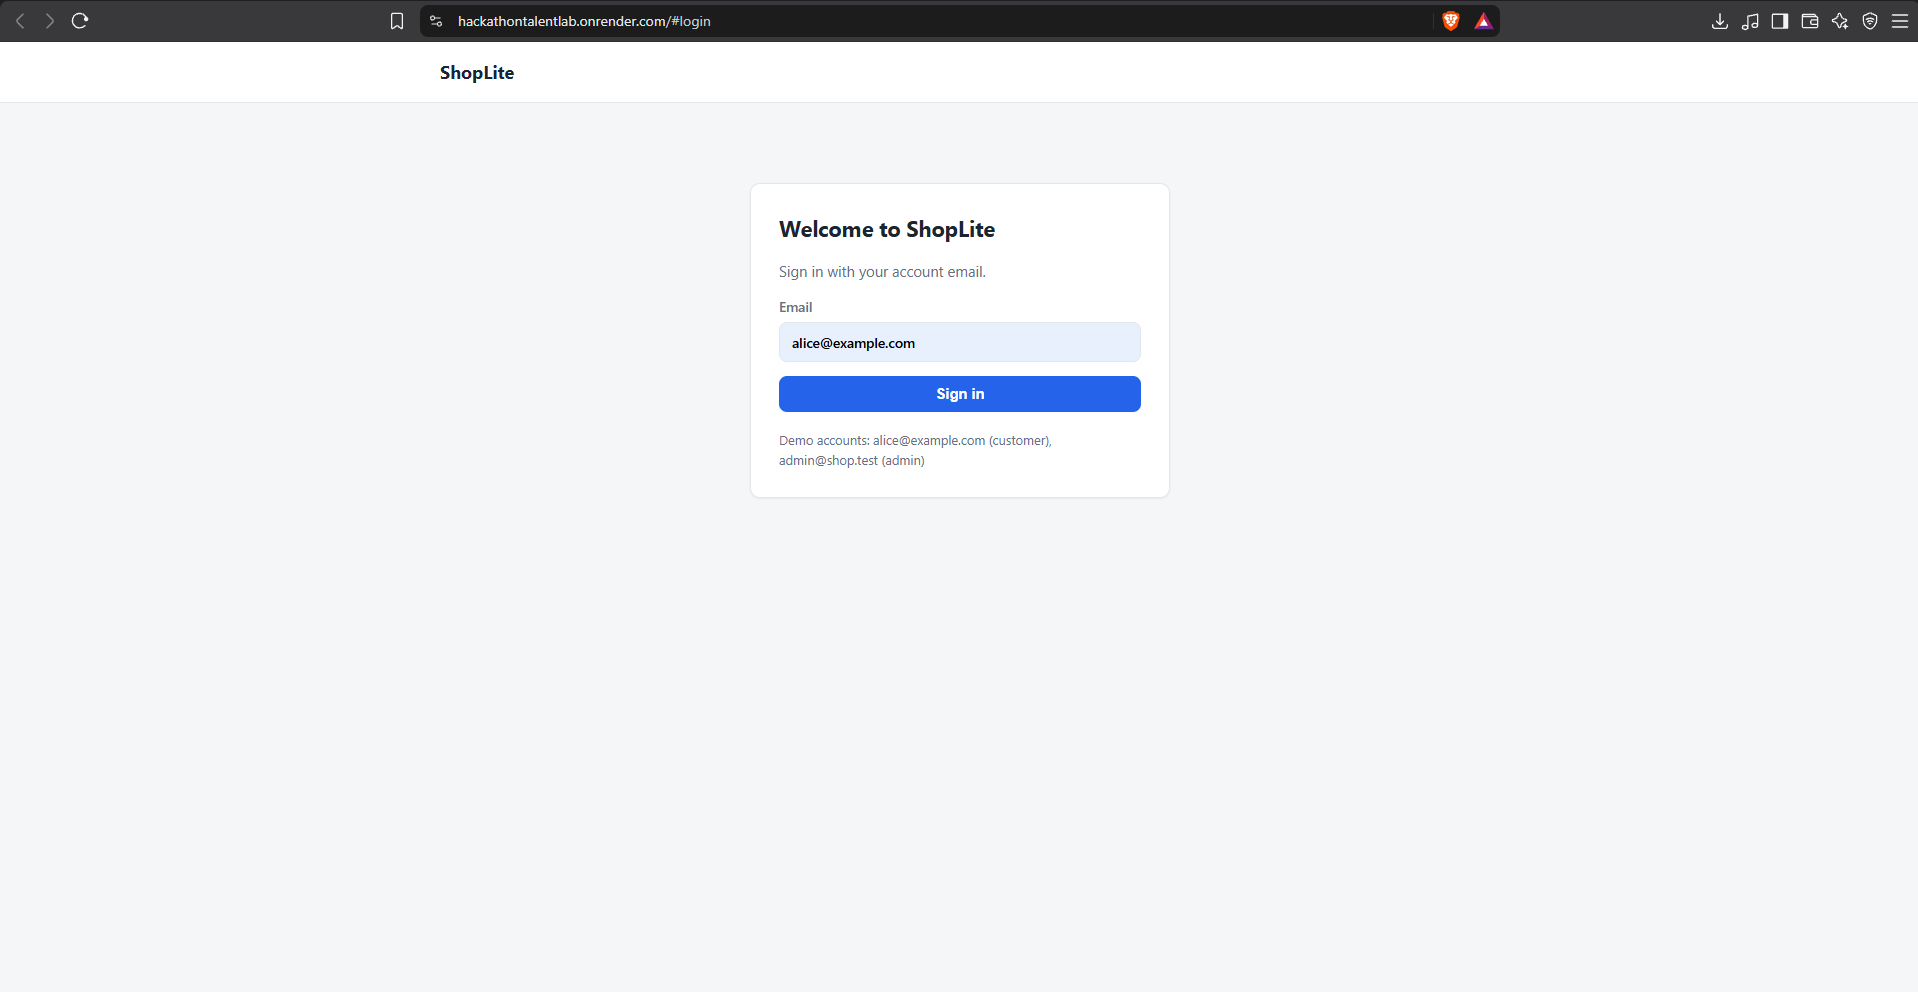 hackathontalentlab.onrender.com/#login
ShopLite
Welcome to ShopLite
Sign in with your account email.
Email
alice@example.com
Sign in
Demo accounts: alice@example.com (customer),
admin@shop.test (admin)